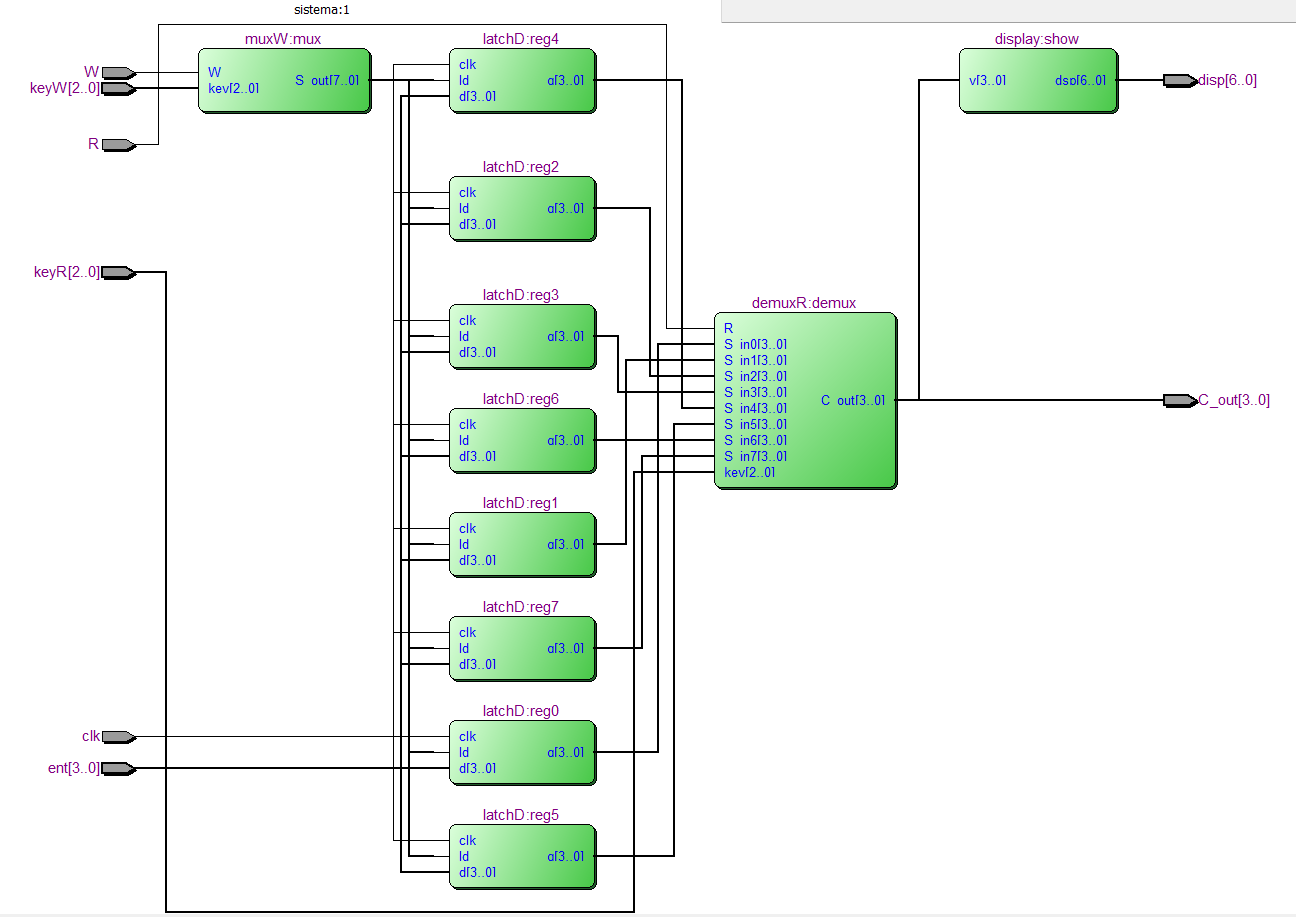 sistema:1
muxW:mux
W
keyW[2..0]
W
key[2..0]
S_out[7..0]
R
keyR[2..0]
clk
ent[3..0]
latchD:reg4
clk
ld
d[3..0]
q[3..0]
latchD:reg2
clk
ld
d[3..0]
q[3..0]
latchD:reg3
clk
ld
d[3..0]
q[3..0]
latchD:reg6
clk
ld
d[3..0]
q[3..0]
latchD:reg1
clk
ld
d[3..0]
q[3..0]
latchD:reg7
clk
ld
d[3..0]
q[3..0]
latchD:reg0
clk
ld
d[3..0]
q[3..0]
latchD:reg5
clk
ld
d[3..0]
q[3..0]
demuxR:demux
R
S_in0[3..0]
S_in1[3..0]
S_in2[3..0]
S_in3[3..0]
S_in4[3..0]
S_in5[3..0]
S_in6[3..0]
S_in7[3..0]
key[2..0]
C_out[3..0]
display:show
v[3..0]
dsp[6..0]
disp[6..0]
C_out[3..0]